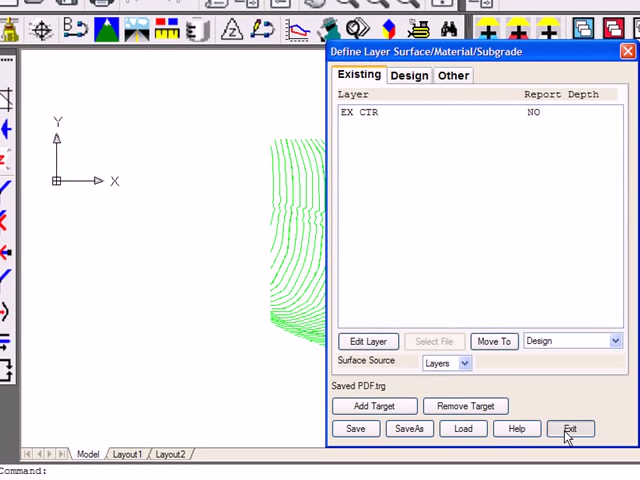 Define Layer Surface/Material/Subgrade
Existing Design Other
Layer Report Depth
EX CTR NO
Y
X
Edit Layer Select File Move To Design
Surface Source Layers
Saved PDF.trg
Add Target Remove Target
Save SaveAs Load Help Exit
Model Layout1 Layout2
Command: